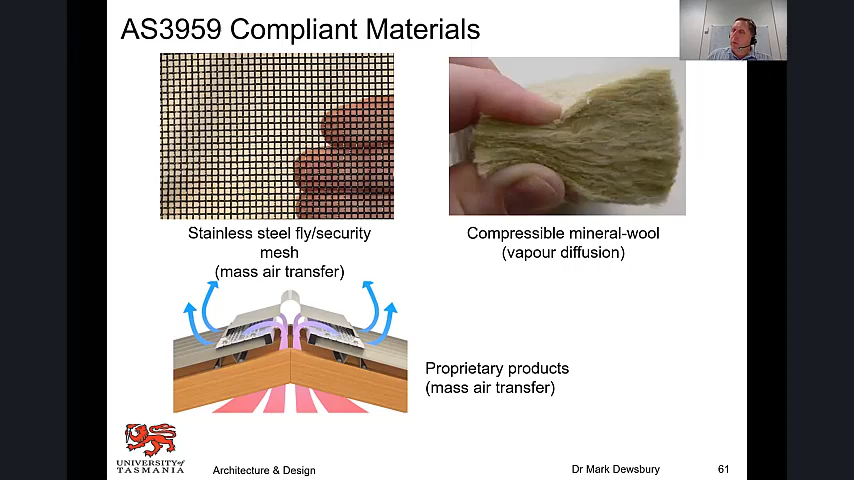 AS3959 Compliant Materials
Stainless steel fly/security
mesh
(mass air transfer)
Compressible mineral-wool
(vapour diffusion)
Proprietary products
(mass air transfer)
UNIVERSITY of
TASMANIA
Architecture & Design
Dr Mark Dewsbury
61